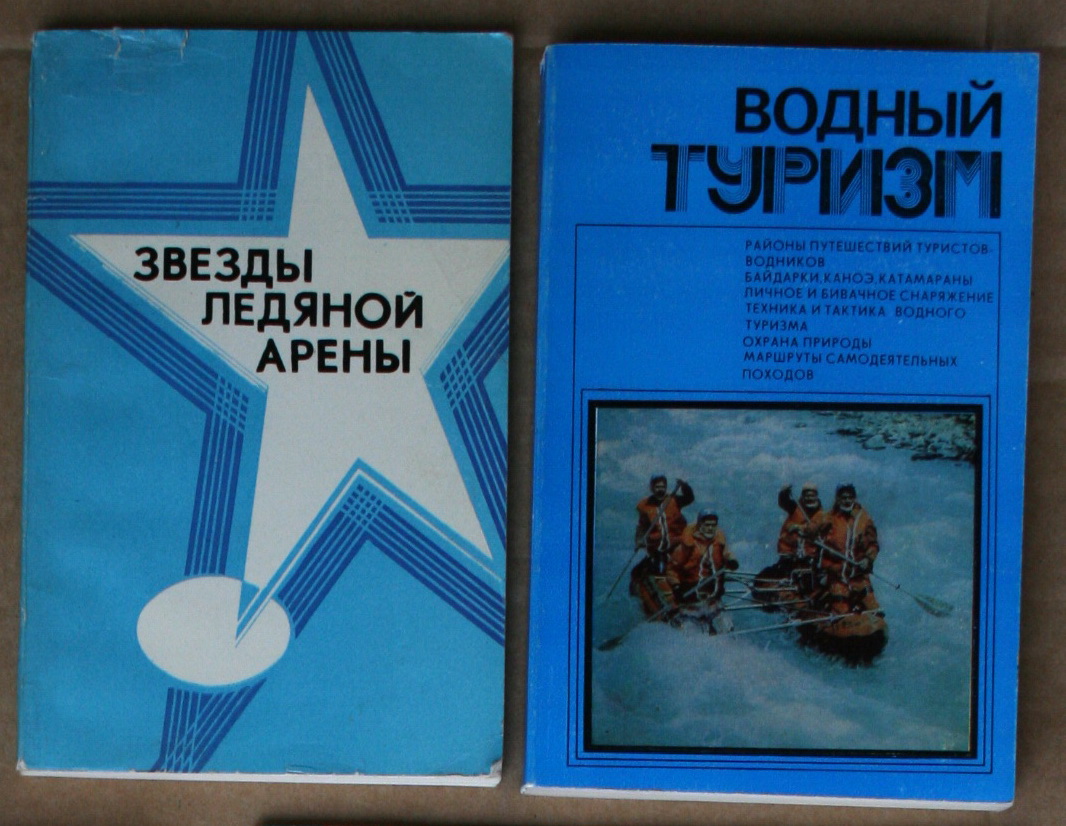 ЗВЕЗДЫ
ЛЕДЯНОЙ
АРЕНЫ
ВОДНЫЙ
ТУРИЗМ
РАЙОНЫ ПУТЕШЕСТВИЙ ТУРИСТОВ-
ВОДНИКОВ
БАЙДАРКИ, КАНОЭ, КАТАМАРАНЫ
ЛИЧНОЕ И БИВАЧНОЕ СНАРЯЖЕНИЕ
ТЕХНИКА И ТАКТИКА ВОДНОГО
ТУРИЗМА
ОХРАНА ПРИРОДЫ
МАРШРУТЫ САМОДЕЯТЕЛЬНЫХ
ПОХОДОВ